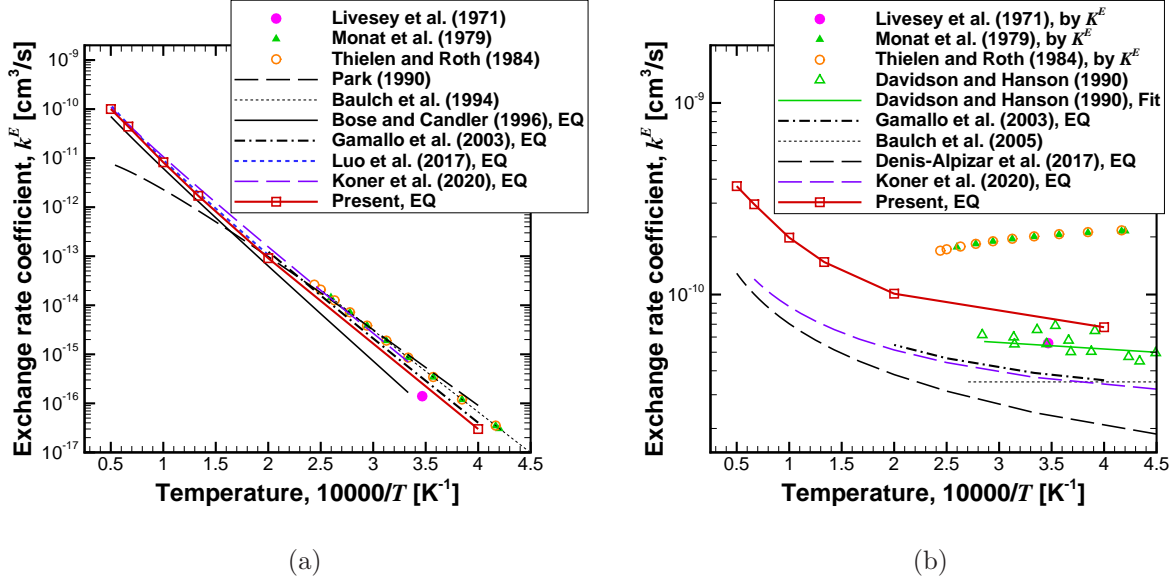 Livesey et al. (1971)
Monat et al. (1979)
Thielen and Roth (1984)
Park (1990)
Baulch et al. (1994)
Bose and Candler (1996), EQ
Gamallo et al. (2003), EQ
Luo et al. (2017), EQ
Koner et al. (2020), EQ
Present, EQ
Exchange rate coefficient, k^E [cm^3/s]
10^-9
10^-10
10^-11
10^-12
10^-13
10^-14
10^-15
10^-16
10^-17
0.5 1 1.5 2 2.5 3 3.5 4 4.5
Temperature, 10000/T [K^-1]
(a)
Livesey et al. (1971), by K^E
Monat et al. (1979), by K^E
Thielen and Roth (1984), by K^E
Davidson and Hanson (1990)
Davidson and Hanson (1990), Fit
Gamallo et al. (2003), EQ
Baulch et al. (2005)
Denis-Alpizar et al. (2017), EQ
Koner et al. (2020), EQ
Present, EQ
Exchange rate coefficient, k^E [cm^3/s]
10^-9
10^-10
0.5 1 1.5 2 2.5 3 3.5 4 4.5
Temperature, 10000/T [K^-1]
(b)